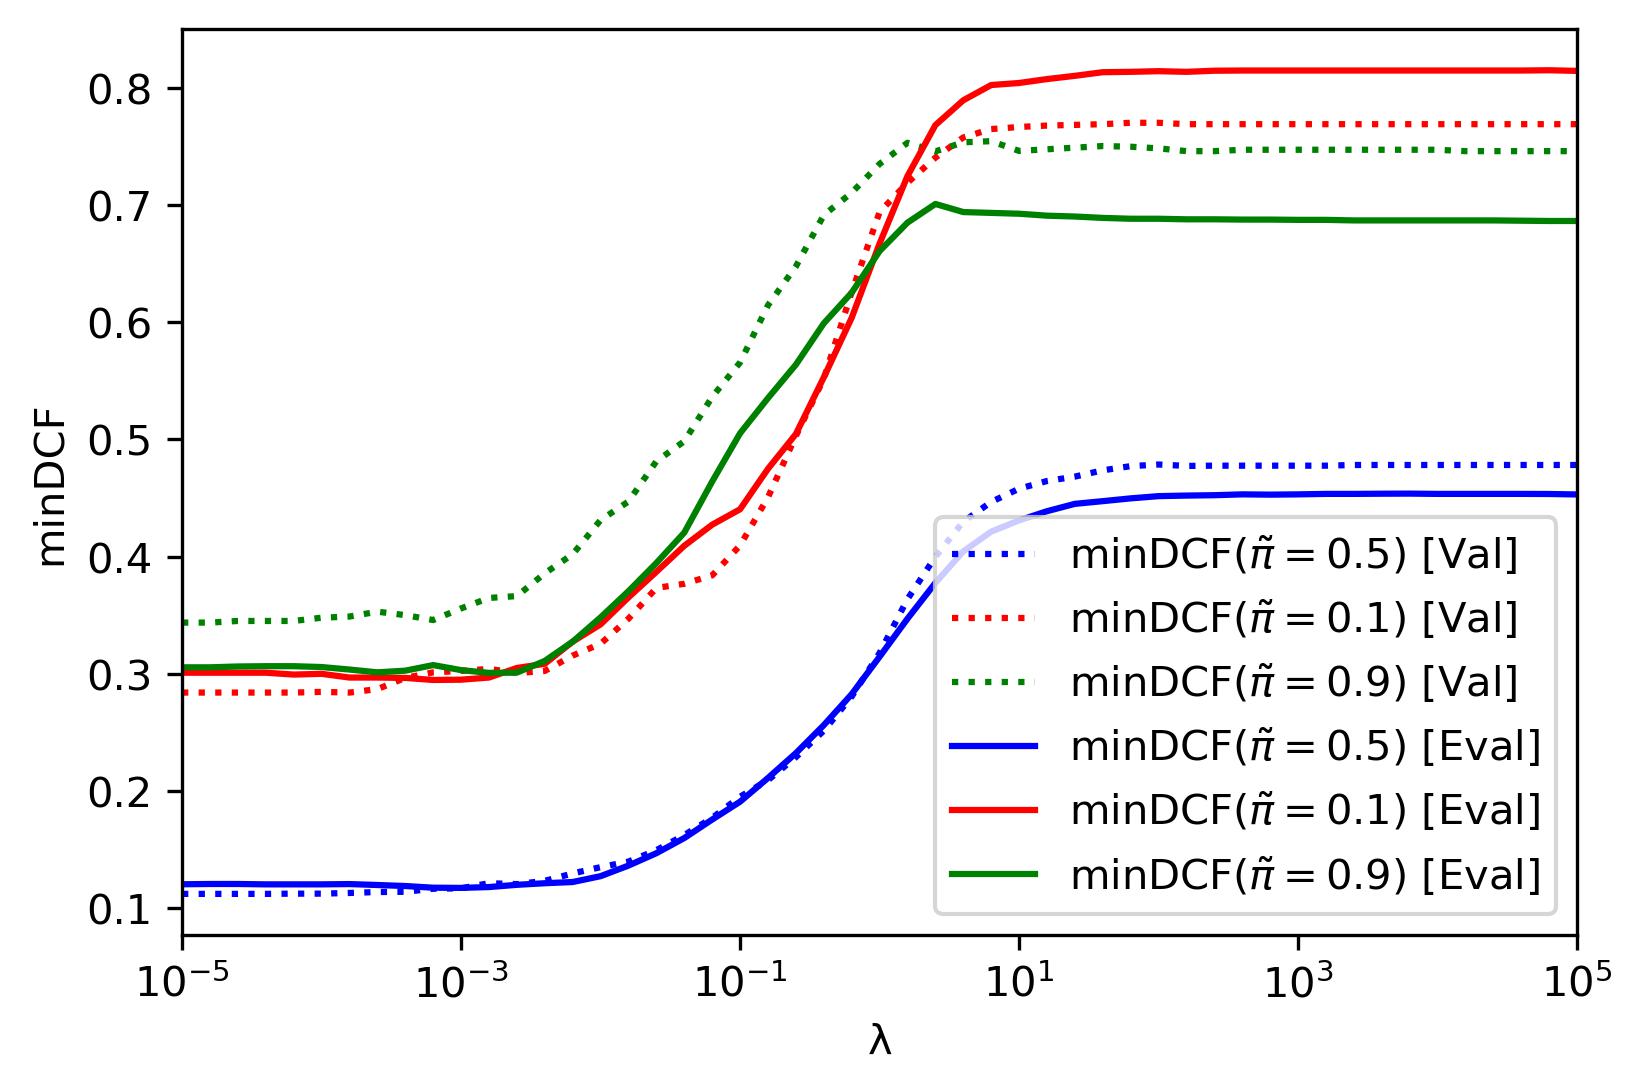 minDCF
0.8
0.7
0.6
0.5
0.4
0.3
0.2
0.1
minDCF(π̃ = 0.5) [Val]
minDCF(π̃ = 0.1) [Val]
minDCF(π̃ = 0.9) [Val]
minDCF(π̃ = 0.5) [Eval]
minDCF(π̃ = 0.1) [Eval]
minDCF(π̃ = 0.9) [Eval]
10⁻⁵ 10⁻³ 10⁻¹ 10¹ 10³ 10⁵
λ